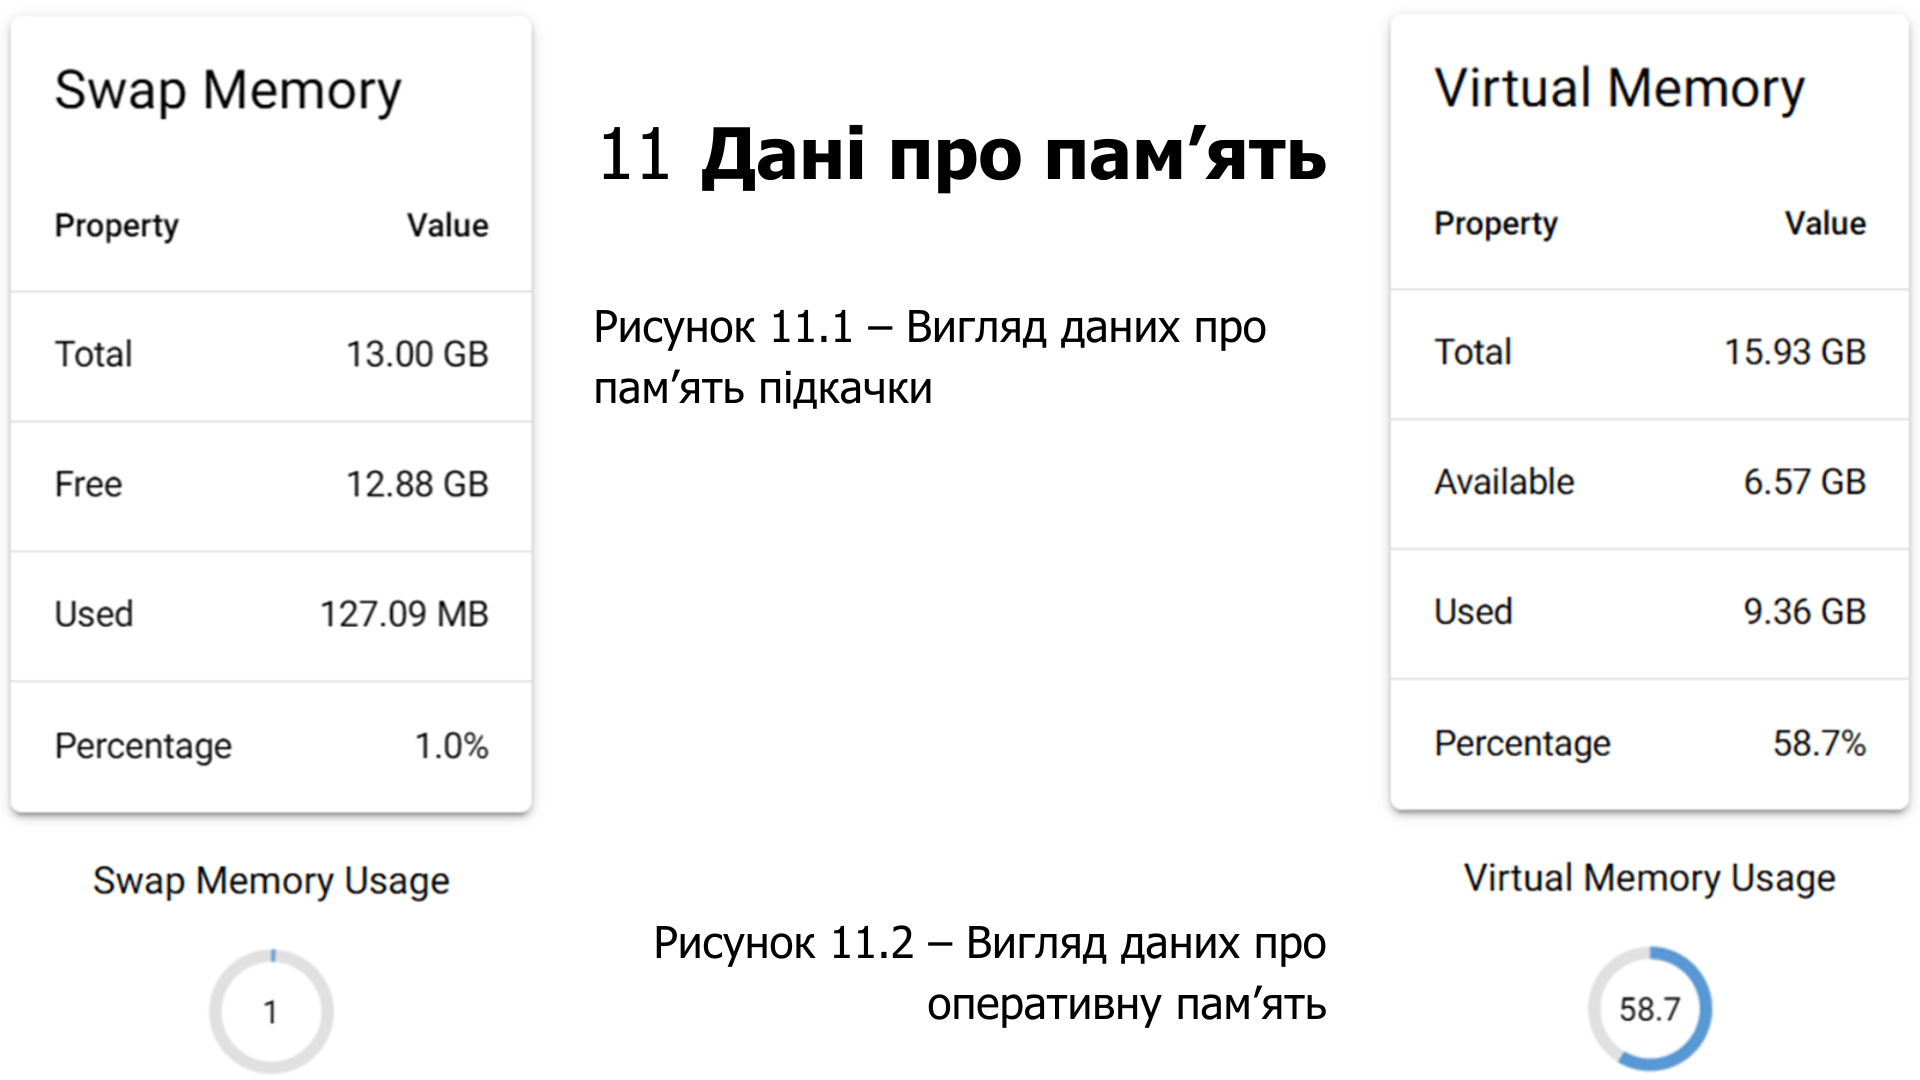 Swap Memory
Property Value
Total 13.00 GB
Free 12.88 GB
Used 127.09 MB
Percentage 1.0%
Swap Memory Usage
1
11 Дані про пам’ять
Рисунок 11.1 – Вигляд даних про
пам’ять підкачки
Рисунок 11.2 – Вигляд даних про
оперативну пам’ять
Virtual Memory
Property Value
Total 15.93 GB
Available 6.57 GB
Used 9.36 GB
Percentage 58.7%
Virtual Memory Usage
58.7